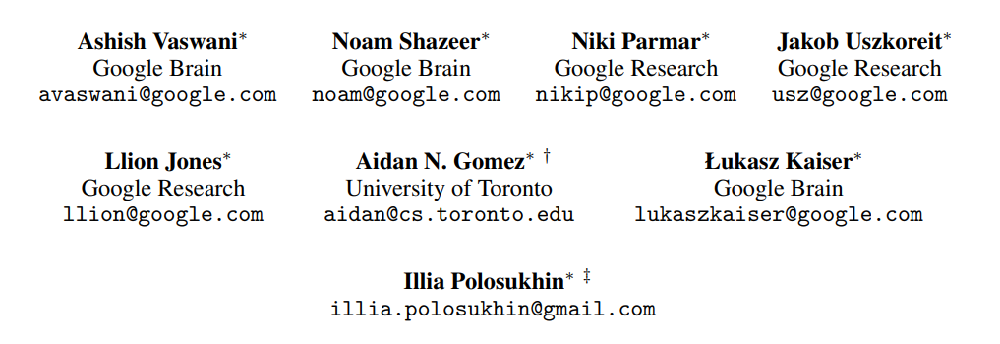 Ashish Vaswani* Noam Shazeer* Niki Parmar* Jakob Uszkoreit*
Google Brain Google Brain Google Research Google Research
avaswani@google.com noam@google.com nikip@google.com usz@google.com
Llion Jones* Aidan N. Gomez* † Łukasz Kaiser*
Google Research University of Toronto Google Brain
llion@google.com aidan@cs.toronto.edu lukaszkaiser@google.com
Illia Polosukhin* ‡
illia.polosukhin@gmail.com